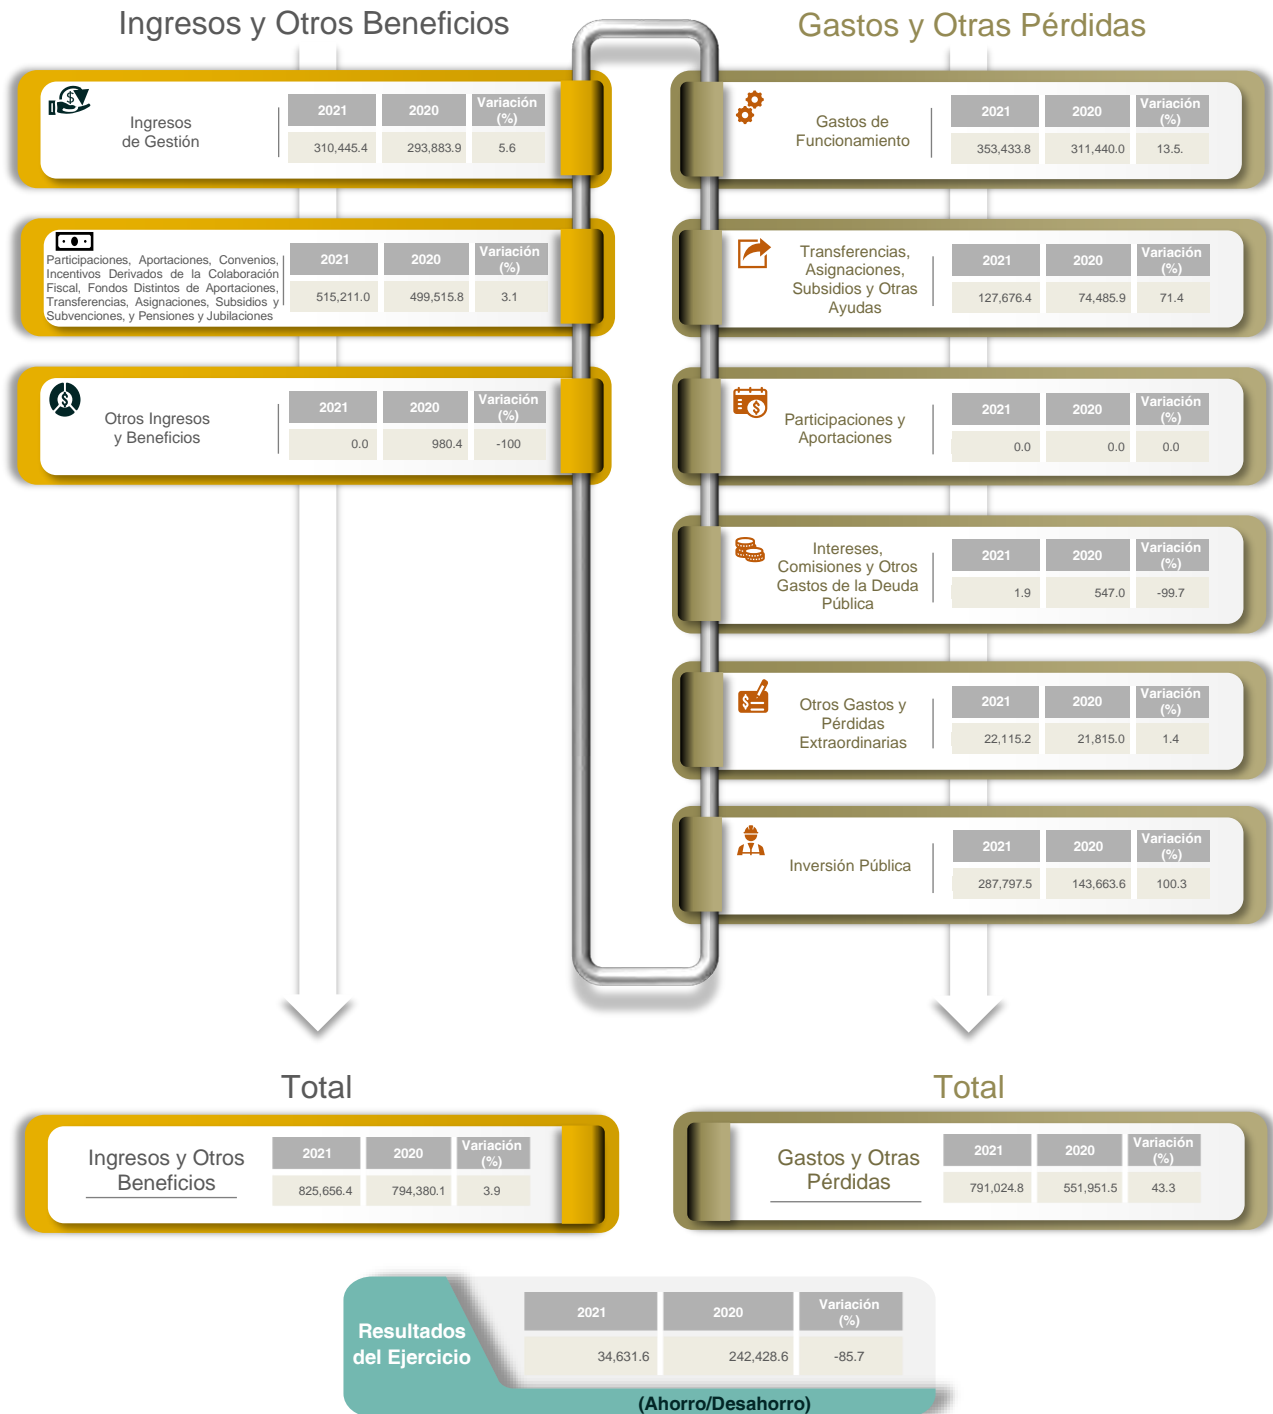 Ingresos y Otros Beneficios
Ingresos
de Gestión
2021 2020 Variación (%)
310,445.4 293,883.9 5.6
Participaciones, Aportaciones, Convenios,
Incentivos Derivados de la Colaboración
Fiscal, Fondos Distintos de Aportaciones,
Transferencias, Asignaciones, Subsidios y
Subvenciones, y Pensiones y Jubilaciones
2021 2020 Variación (%)
515,211.0 499,515.8 3.1
Otros Ingresos
y Beneficios
2021 2020 Variación (%)
0.0 980.4 -100
Gastos y Otras Pérdidas
Gastos de
Funcionamiento
2021 2020 Variación (%)
353,433.8 311,440.0 13.5.
Transferencias,
Asignaciones,
Subsidios y Otras
Ayudas
2021 2020 Variación (%)
127,676.4 74,485.9 71.4
Participaciones y
Aportaciones
2021 2020 Variación (%)
0.0 0.0 0.0
Intereses,
Comisiones y Otros
Gastos de la Deuda
Pública
2021 2020 Variación (%)
1.9 547.0 -99.7
Otros Gastos y
Pérdidas
Extraordinarias
2021 2020 Variación (%)
22,115.2 21,815.0 1.4
Inversión Pública
2021 2020 Variación (%)
287,797.5 143,663.6 100.3
Total
Ingresos y Otros
Beneficios
2021 2020 Variación (%)
825,656.4 794,380.1 3.9
Total
Gastos y Otras
Pérdidas
2021 2020 Variación (%)
791,024.8 551,951.5 43.3
Resultados
del Ejercicio
2021 2020 Variación (%)
34,631.6 242,428.6 -85.7
(Ahorro/Desahorro)